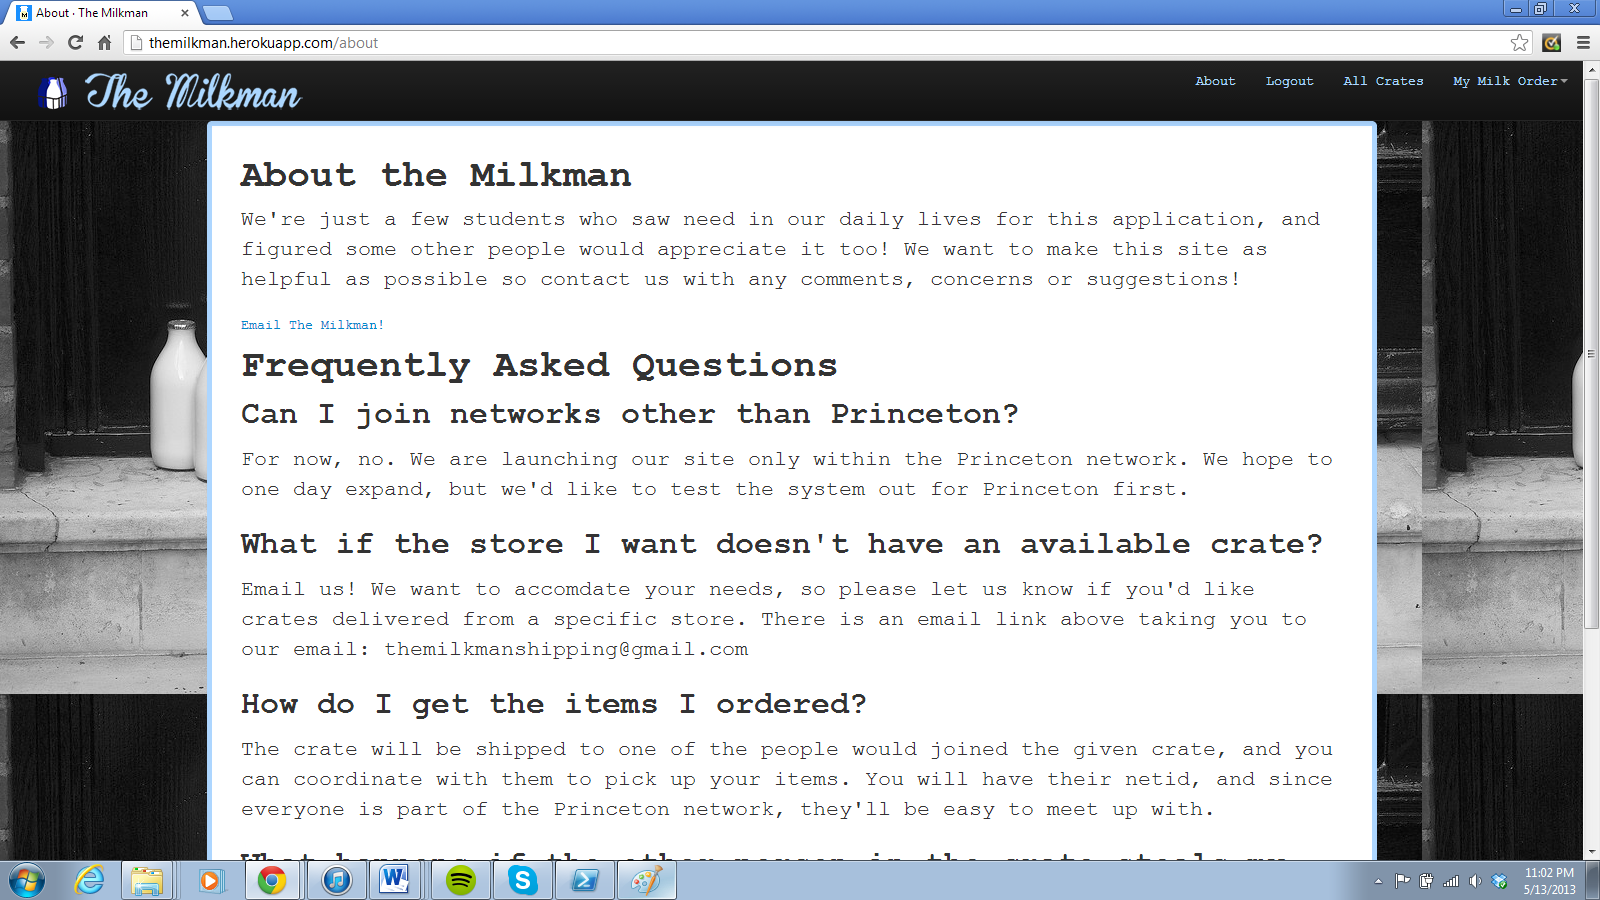 About · The Milkman
themilkman.herokuapp.com/about
The Milkman
About Logout All Crates My Milk Order
About the Milkman
We're just a few students who saw need in our daily lives for this application, and
figured some other people would appreciate it too! We want to make this site as
helpful as possible so contact us with any comments, concerns or suggestions!
Email The Milkman!
Frequently Asked Questions
Can I join networks other than Princeton?
For now, no. We are launching our site only within the Princeton network. We hope to
one day expand, but we'd like to test the system out for Princeton first.
What if the store I want doesn't have an available crate?
Email us! We want to accomdate your needs, so please let us know if you'd like
crates delivered from a specific store. There is an email link above taking you to
our email: themilkmanshipping@gmail.com
How do I get the items I ordered?
The crate will be shipped to one of the people would joined the given crate, and you
can coordinate with them to pick up your items. You will have their netid, and since
everyone is part of the Princeton network, they'll be easy to meet up with.
What happens if the other person in the crate steals my
11:02 PM
5/13/2013